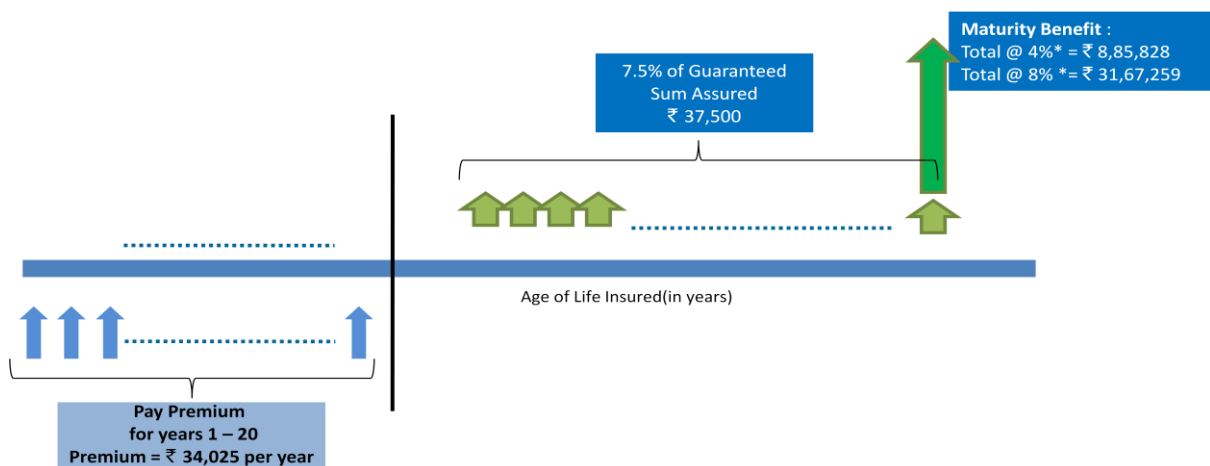 Maturity Benefit :
Total @ 4%* = ₹ 8,85,828
Total @ 8% *= ₹ 31,67,259
7.5% of Guaranteed
Sum Assured
₹ 37,500
Age of Life Insured(in years)
Pay Premium
for years 1 – 20
Premium = ₹ 34,025 per year